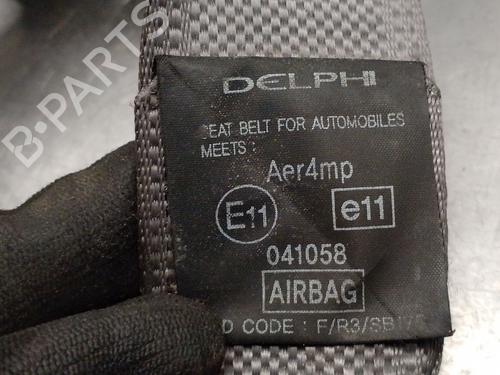 DELPHI
SEAT BELT FOR AUTOMOBILES
MEETS :
Aer4mp
E11 e11
041058
AIRBAG
CODE : F/R3/SB
B-PARTS